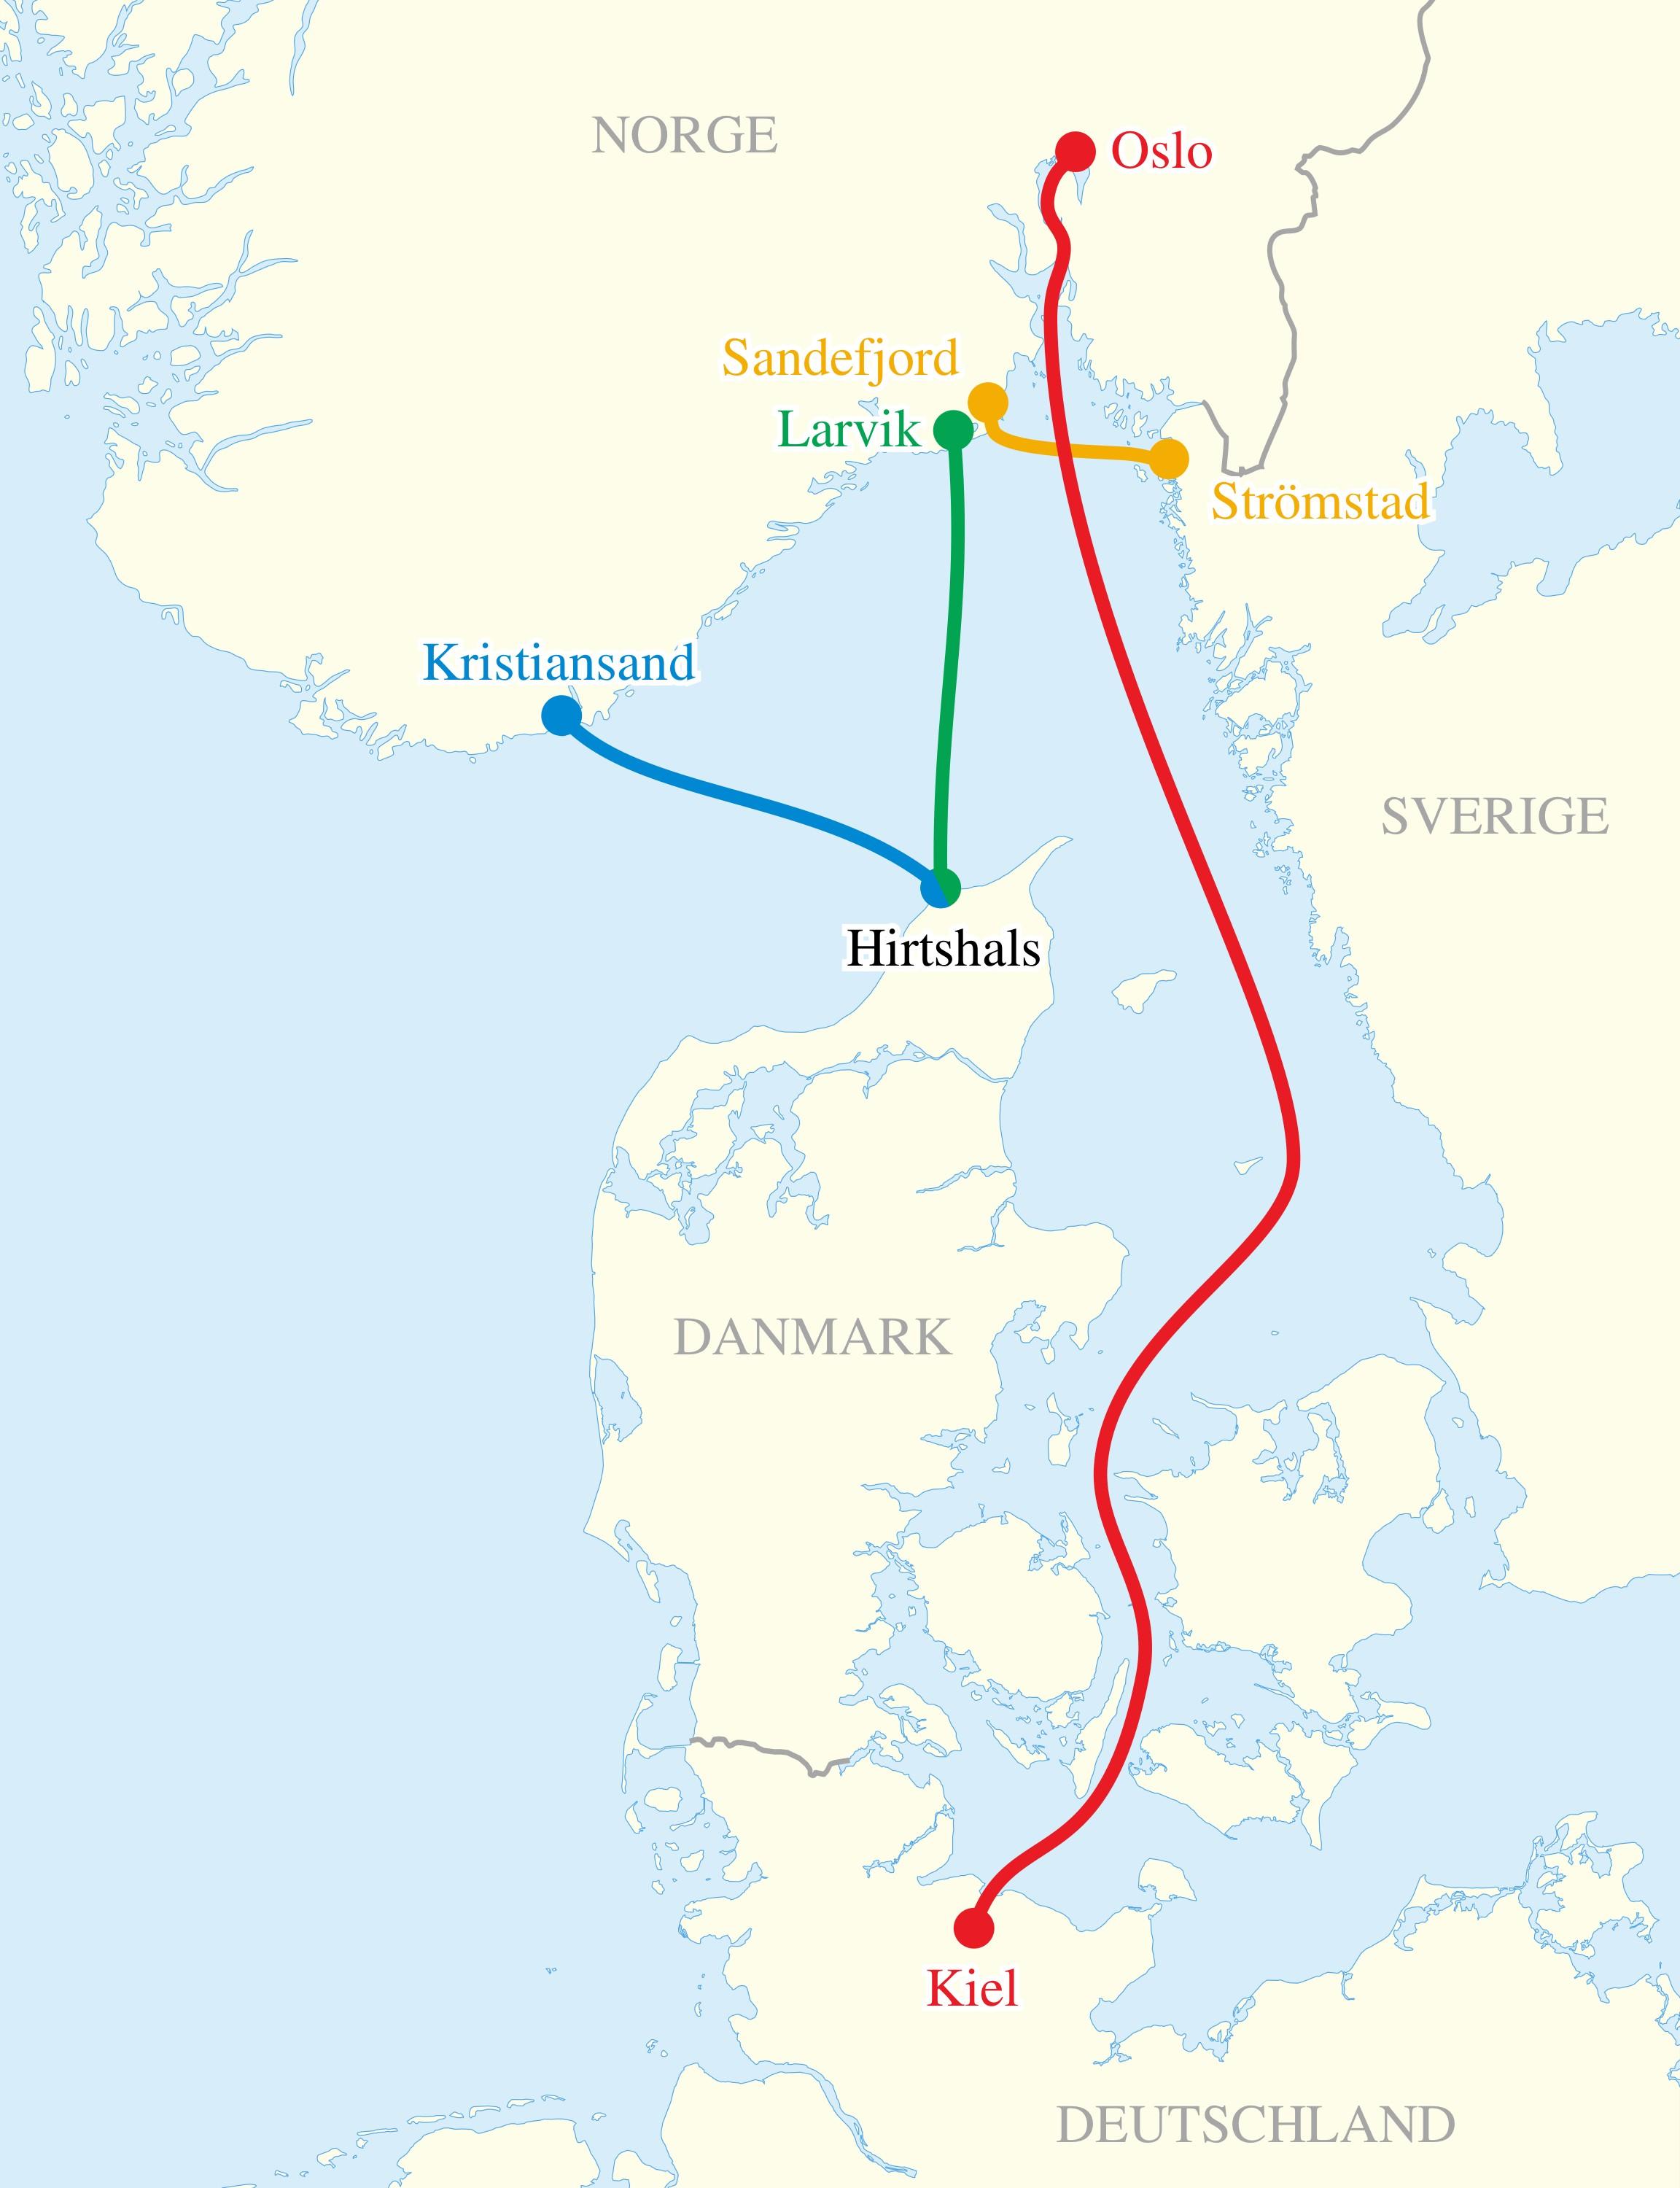 NORGE
Oslo
Sandefjord
Larvik
Strömstad
Kristiansand
SVERIGE
Hirtshals
DANMARK
Kiel
DEUTSCHLAND